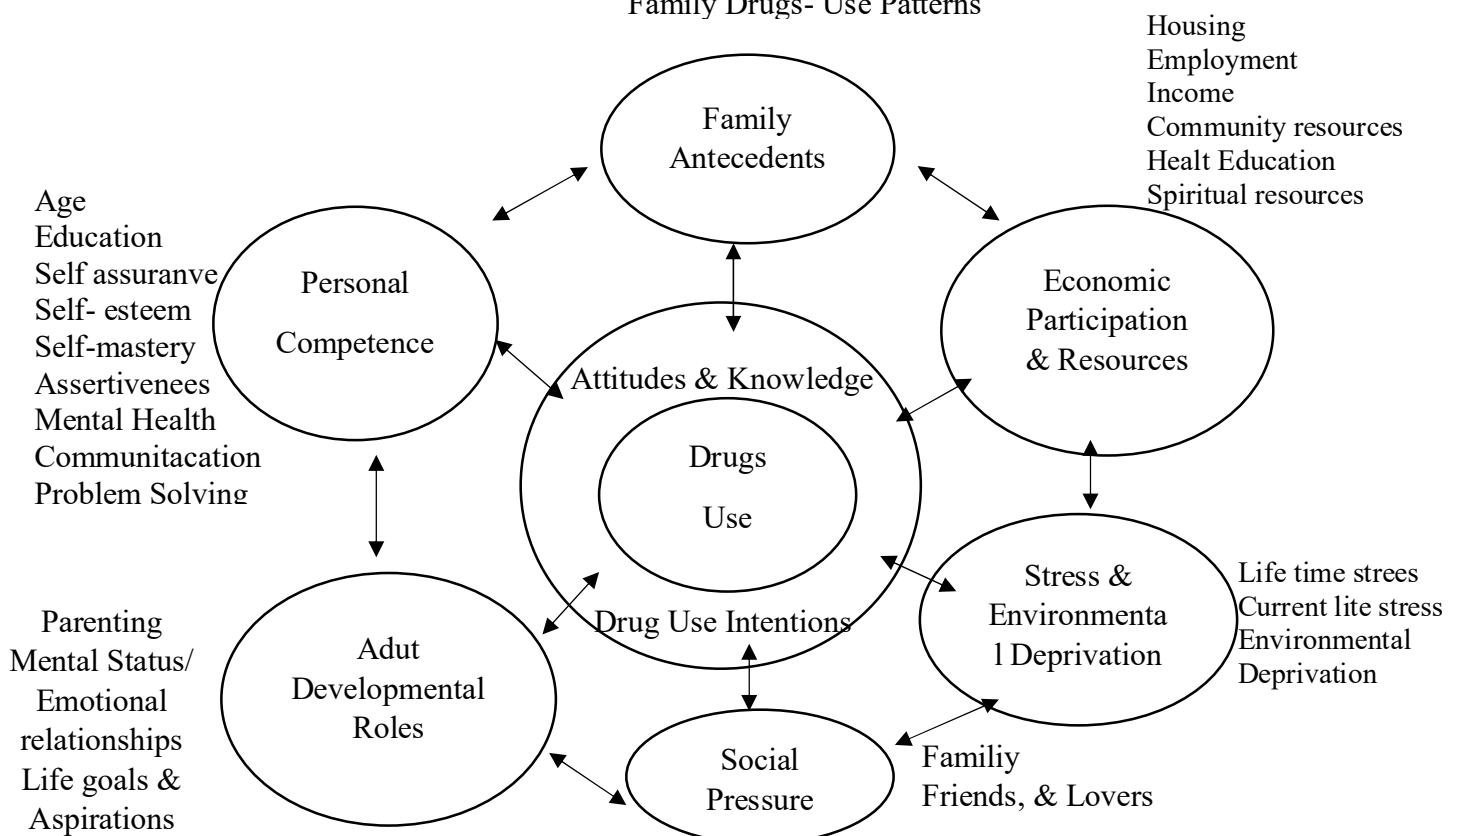 Family Drugs- Use Patterns
Housing
Employment
Income
Community resources
Healt Education
Spiritual resources
Family
Antecedents
Age
Education
Self assuranve
Self- esteem
Self-mastery
Assertivenees
Mental Health
Communitacation
Problem Solving
Personal
Competence
Economic
Participation
& Resources
Attitudes & Knowledge
Drugs
Use
Drug Use Intentions
Stress &
Environmenta
l Deprivation
Life time strees
Current lite stress
Environmental
Deprivation
Parenting
Mental Status/
Emotional
relationships
Life goals &
Aspirations
Adut
Developmental
Roles
Social
Pressure
Familiy
Friends, & Lovers